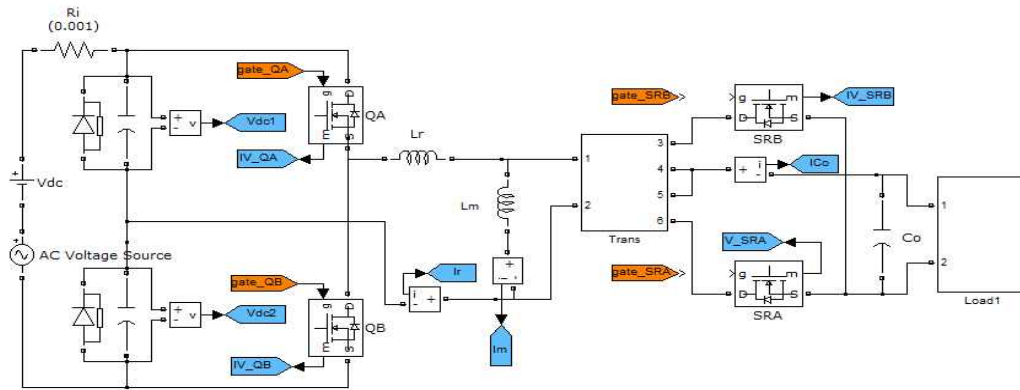 Ri
(0.001)
gate_QA
g
D
m
S
QA
+
-
v
Vdc1
IV_QA
Lr
+
Vdc
Lm
AC Voltage Source
gate_QB
g
D
m
S
QB
+
-
v
Vdc2
IV_QB
Ir
i
-
+
+
i
-
Im
1
2
3
4
5
6
Trans
gate_SRB
g
m
D
S
SRB
IV_SRB
+
i
-
ICo
V_SRA
gate_SRA
g
m
D
S
SRA
Co
1
2
Load1